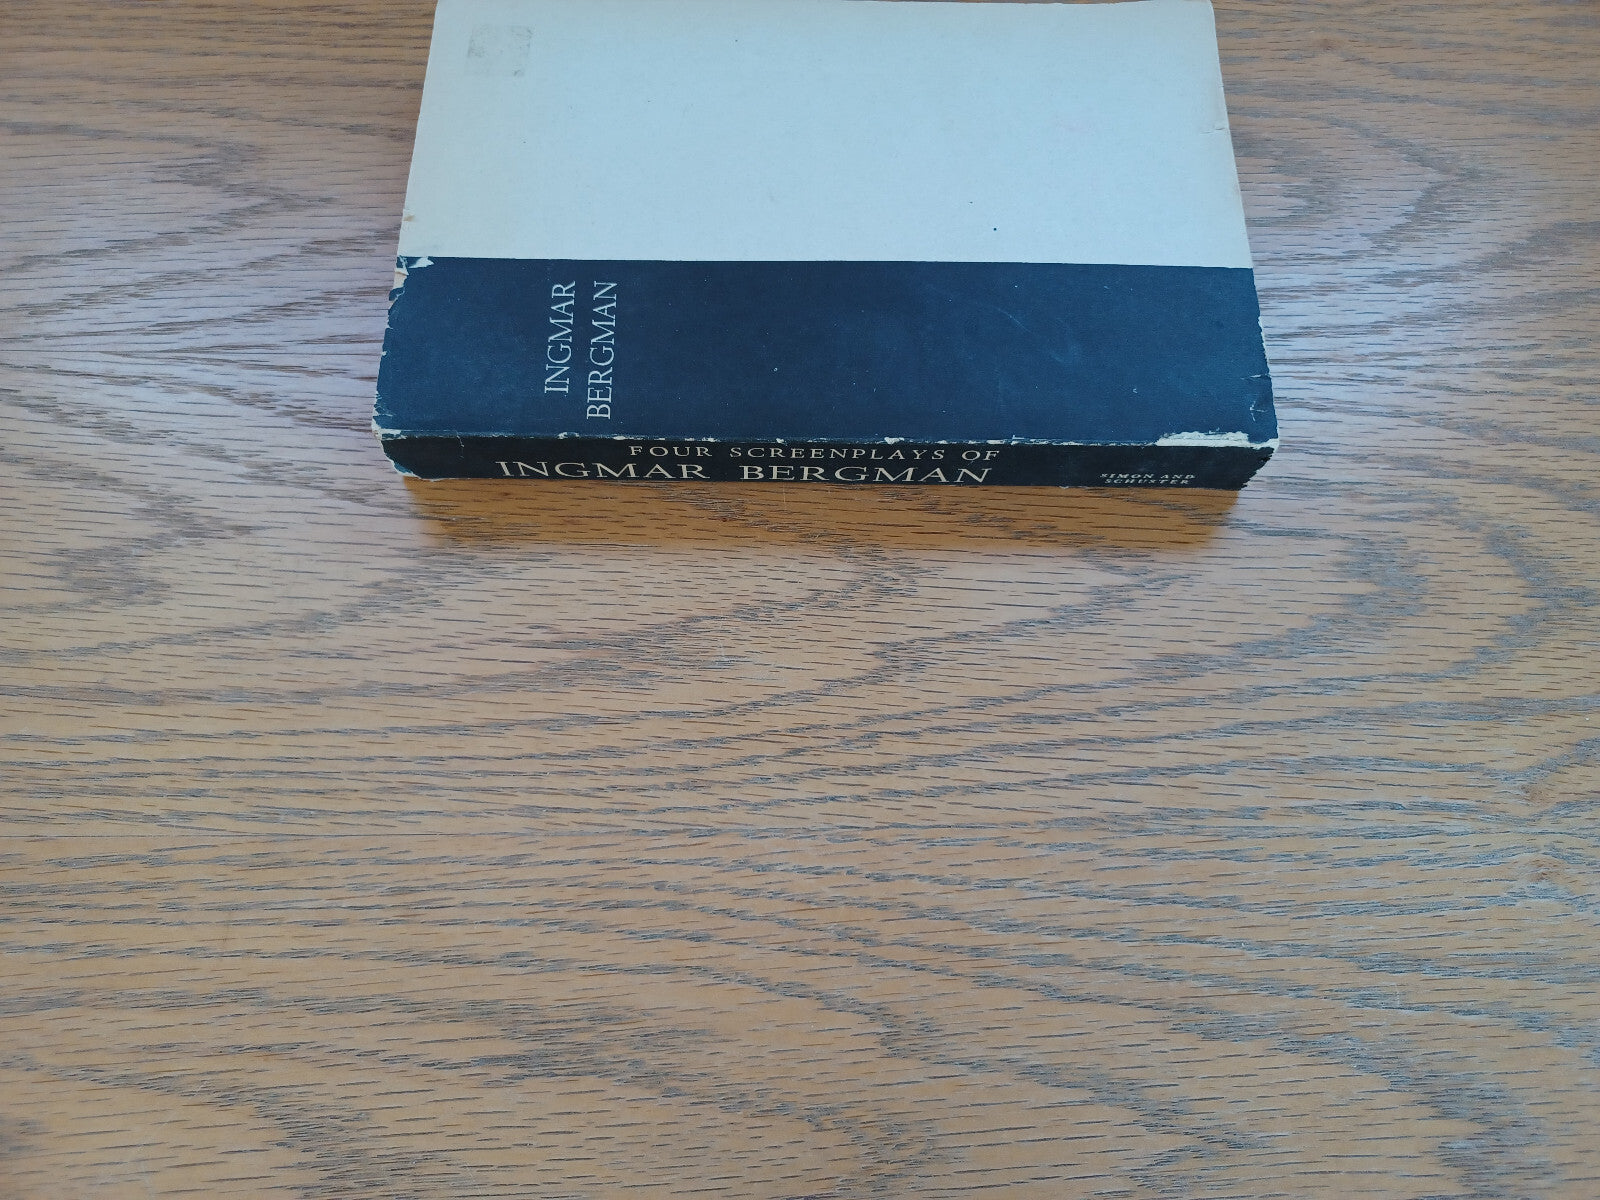 INGMAR
BERGMAN
FOUR SCREENPLAYS OF
INGMAR BERGMAN
SIMON AND
SCHUSTER